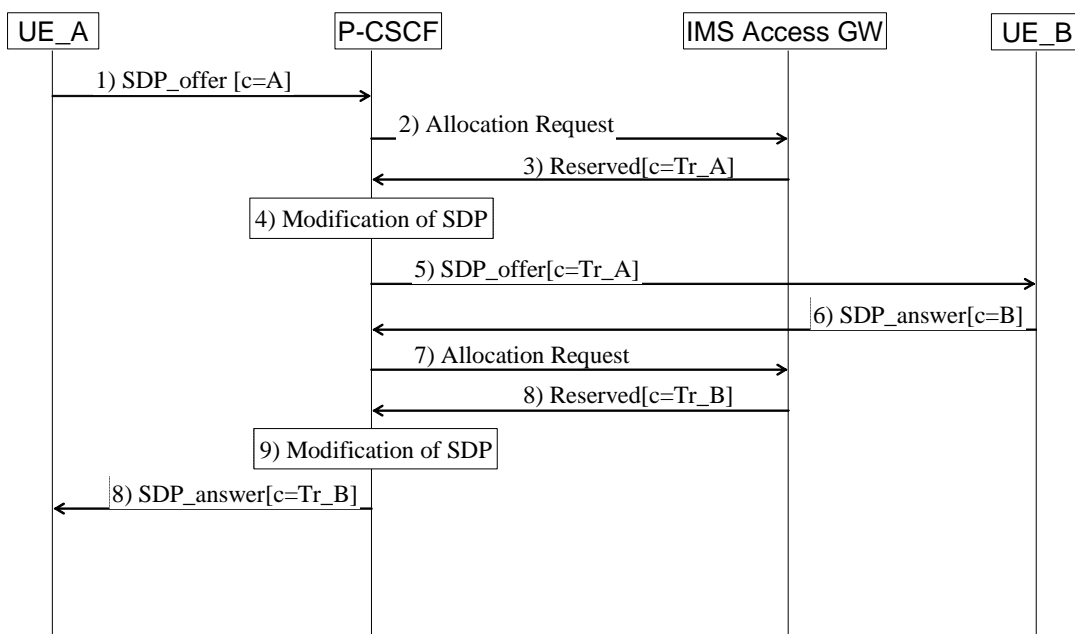 UE_A
P-CSCF
IMS Access GW
UE_B
1) SDP_offer [c=A]
2) Allocation Request
3) Reserved[c=Tr_A]
4) Modification of SDP
5) SDP_offer[c=Tr_A]
6) SDP_answer[c=B]
7) Allocation Request
8) Reserved[c=Tr_B]
9) Modification of SDP
8) SDP_answer[c=Tr_B]